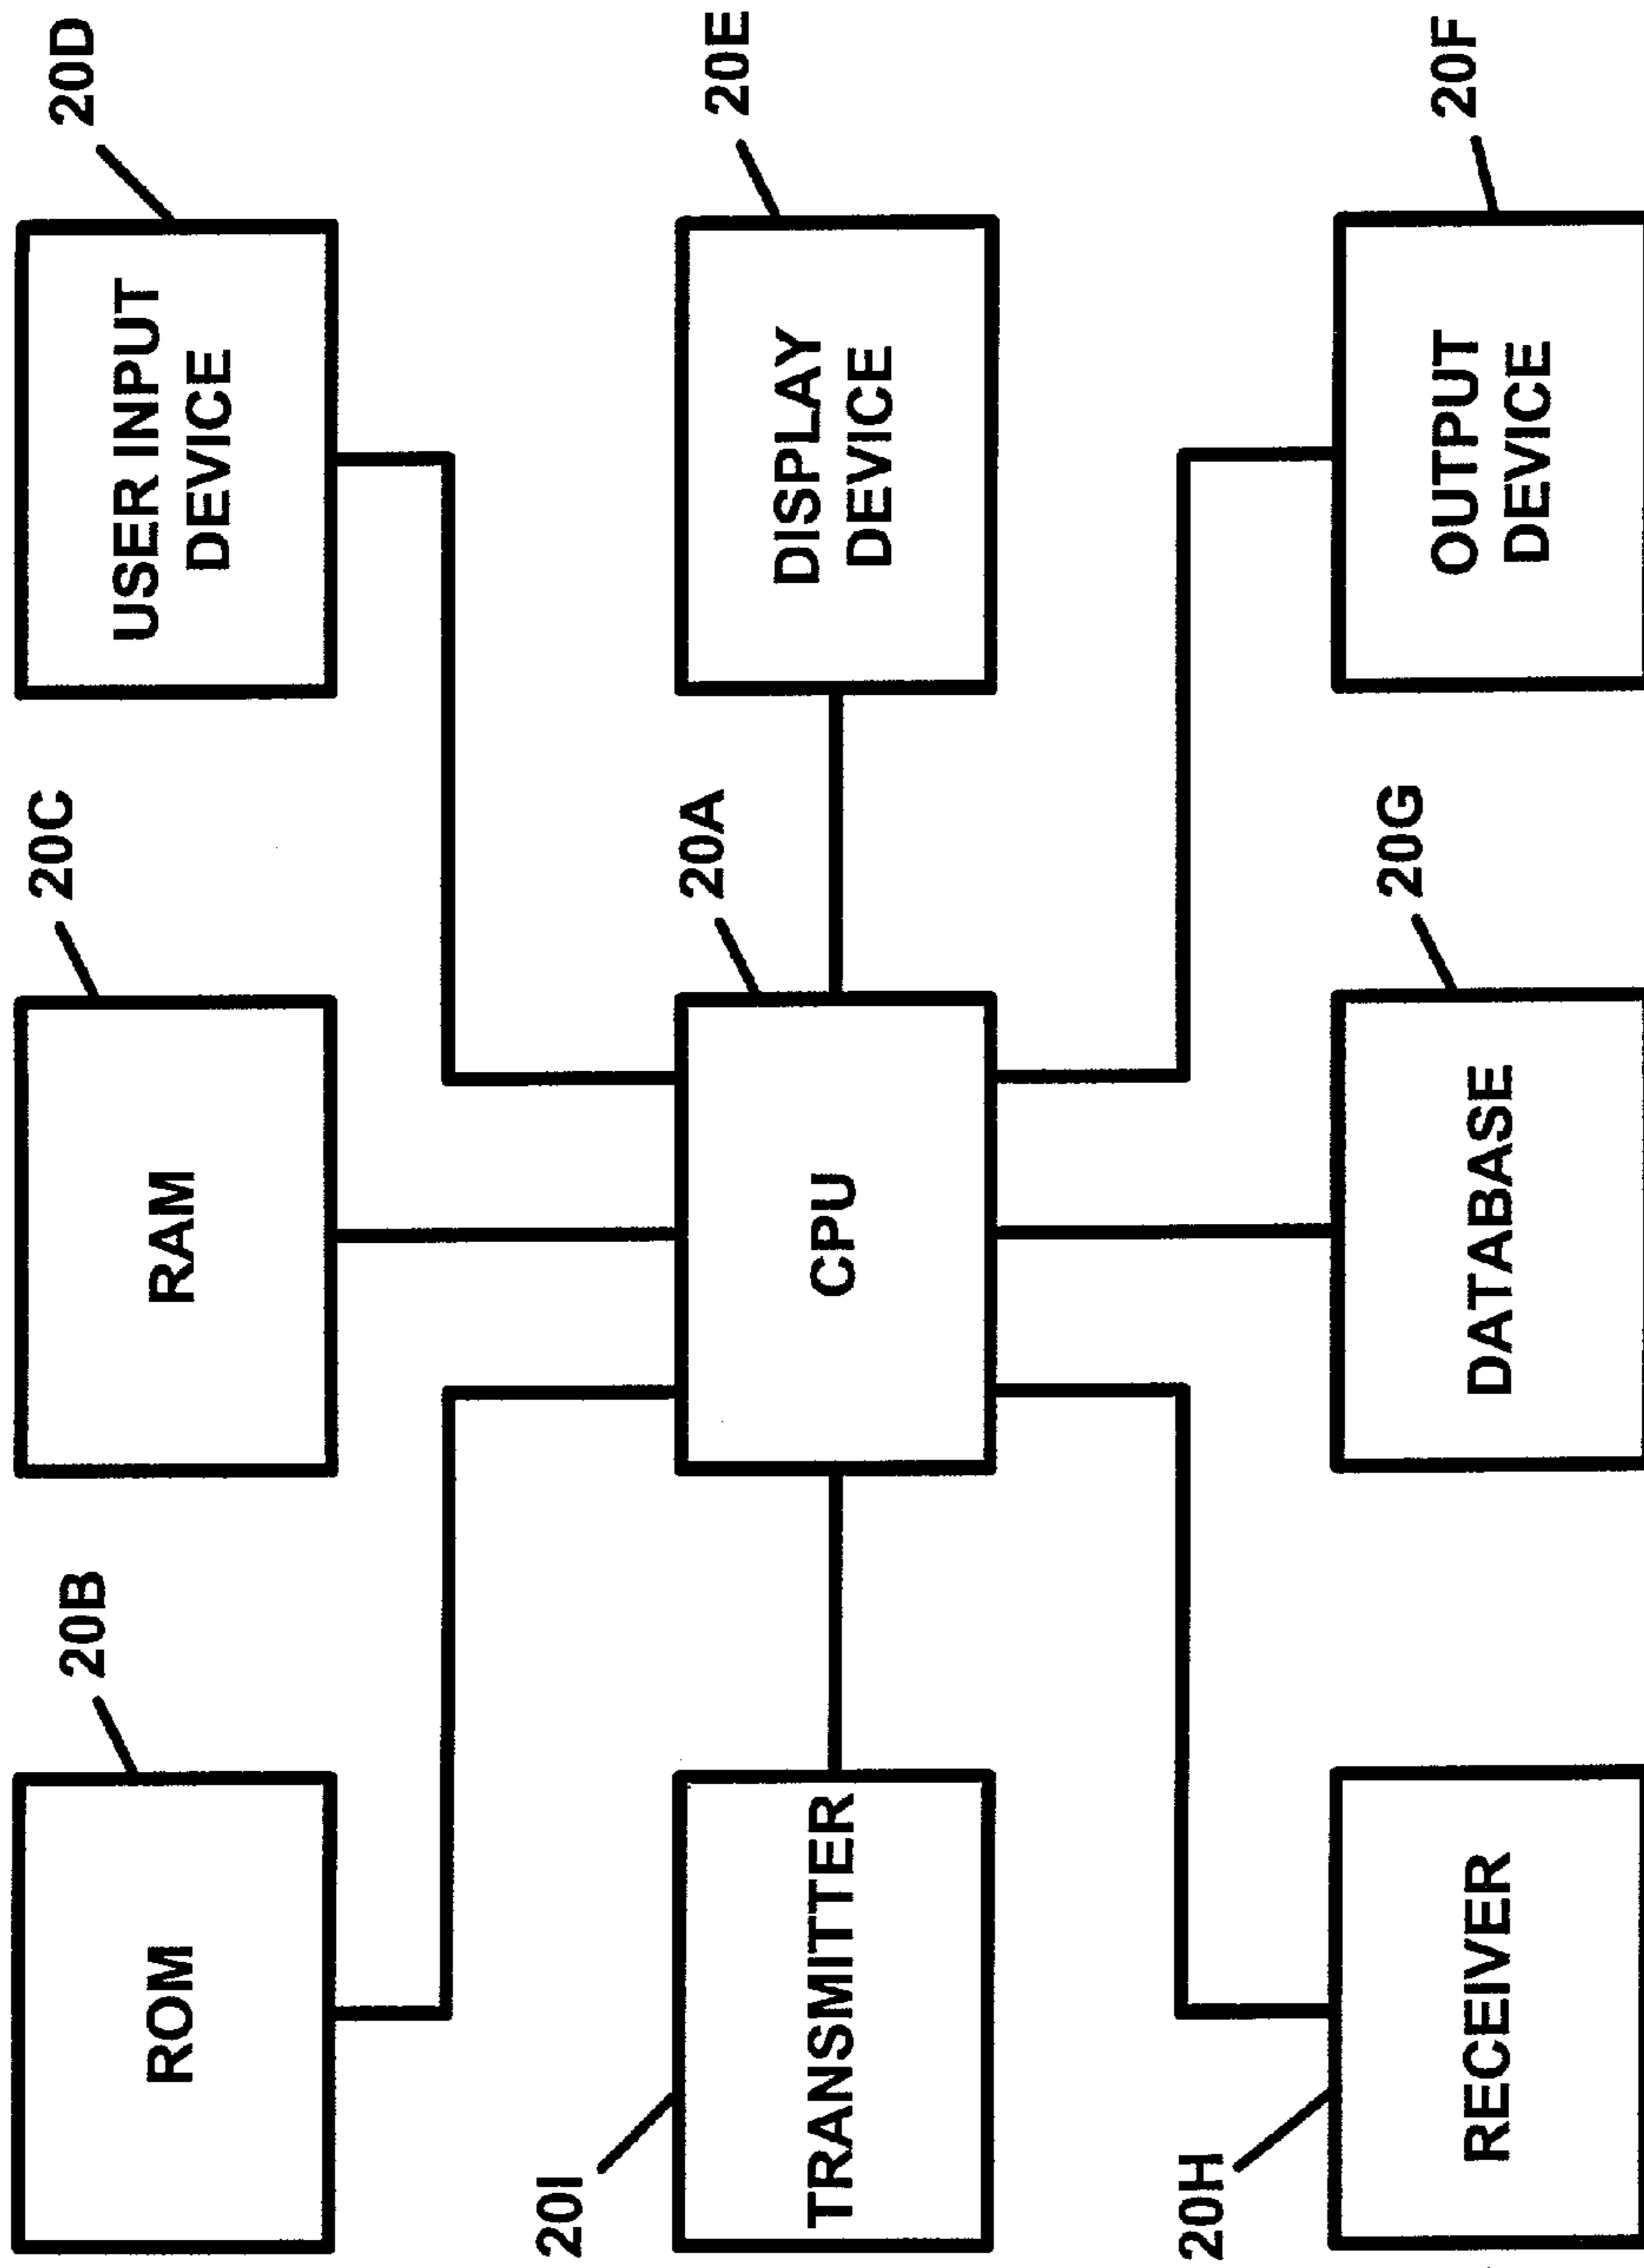 20B
20C
20D
ROM
RAM
USER INPUT
DEVICE
20I
20A
20E
TRANSMITTER
CPU
DISPLAY
DEVICE
20H
20G
20F
RECEIVER
DATABASE
OUTPUT
DEVICE